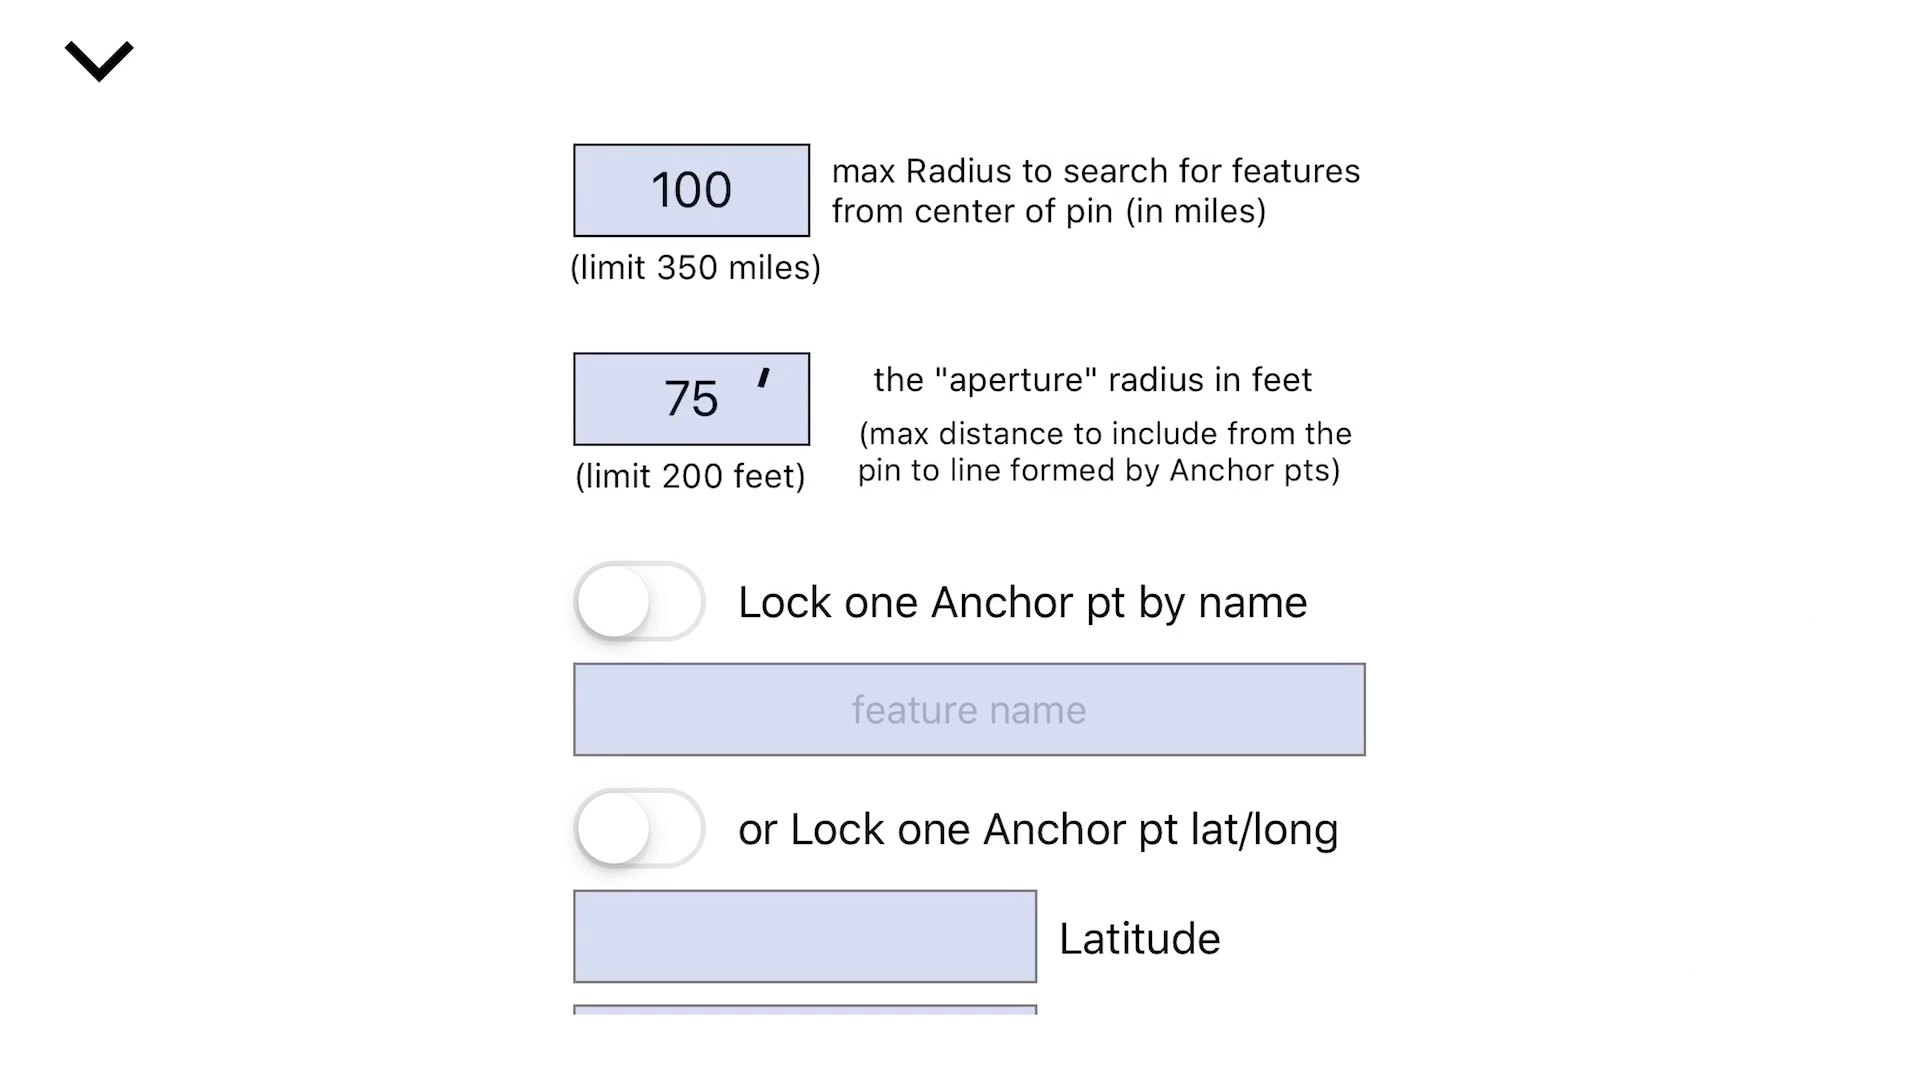 100
max Radius to search for features
from center of pin (in miles)
(limit 350 miles)
75 '
the "aperture" radius in feet
(max distance to include from the
pin to line formed by Anchor pts)
(limit 200 feet)
Lock one Anchor pt by name
feature name
or Lock one Anchor pt lat/long
Latitude